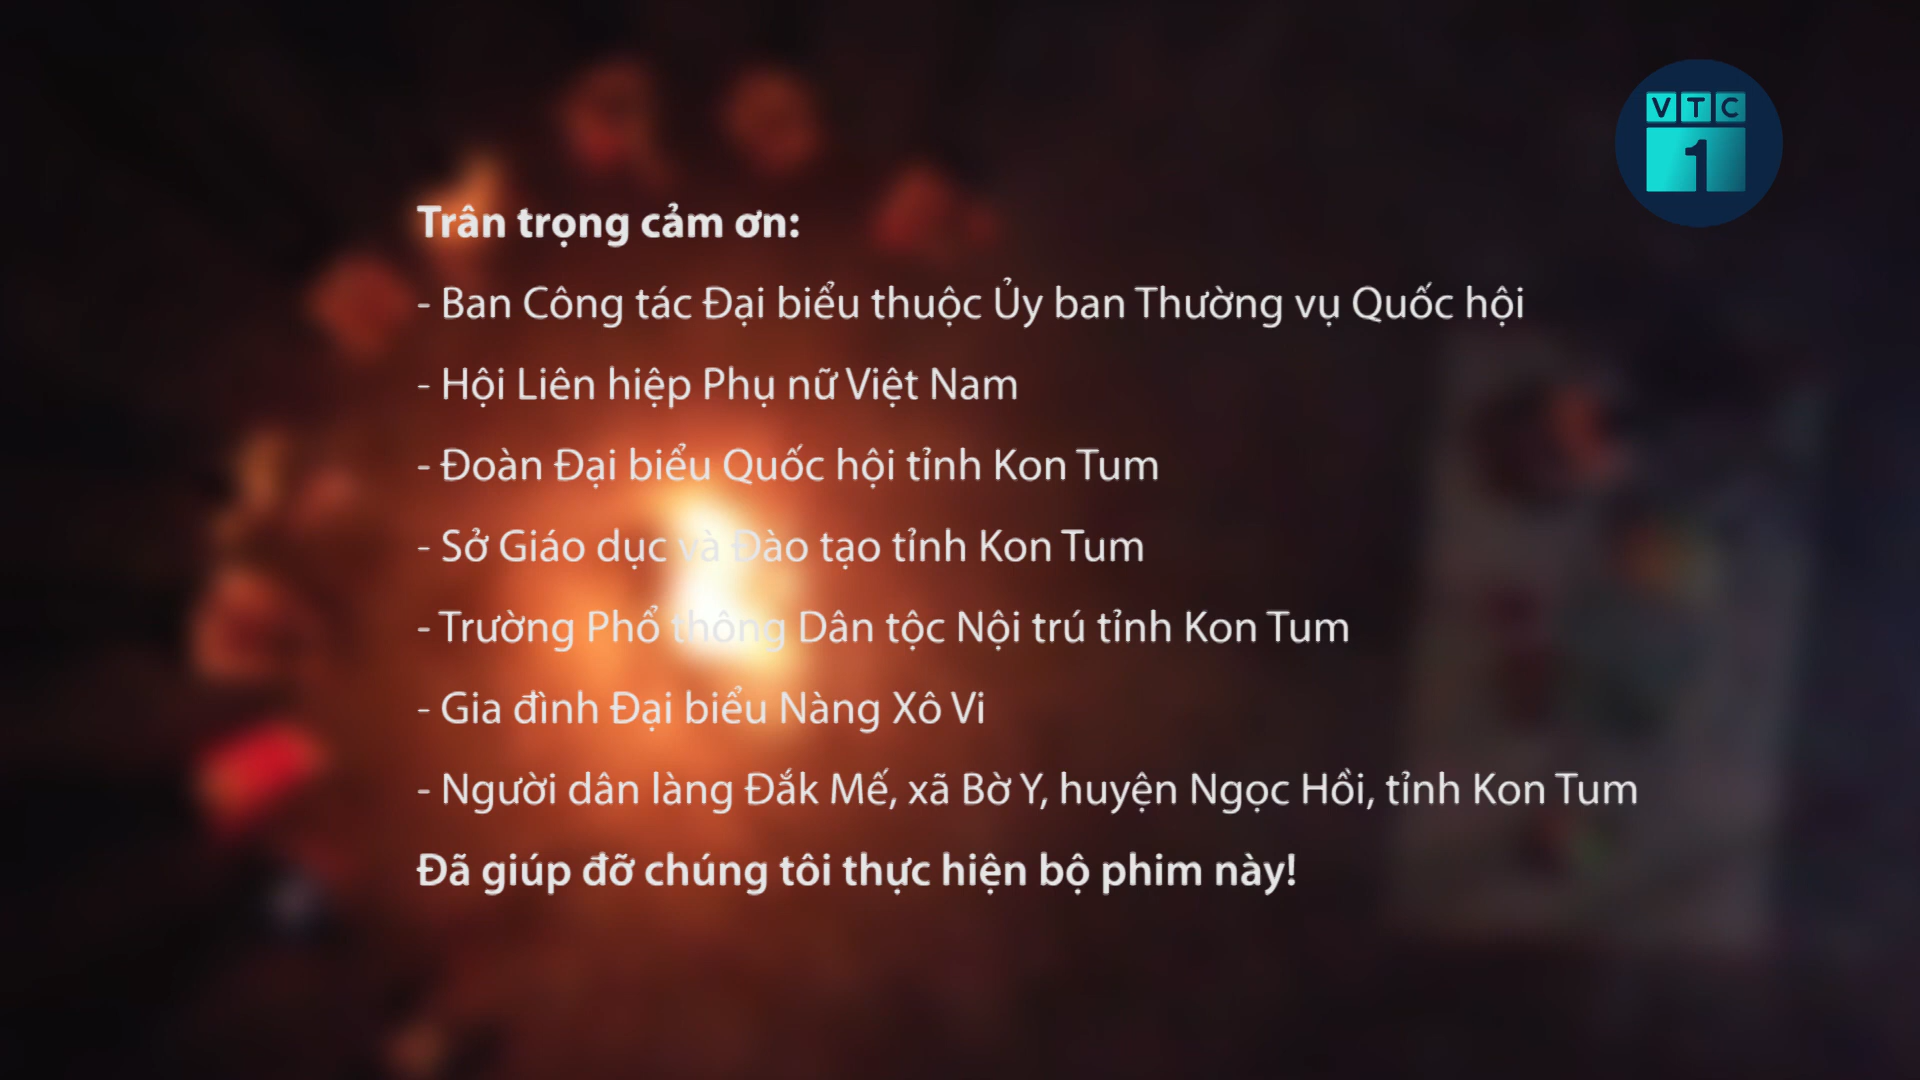 VTC
1
Trân trọng cảm ơn:
- Ban Công tác Đại biểu thuộc Ủy ban Thường vụ Quốc hội
- Hội Liên hiệp Phụ nữ Việt Nam
- Đoàn Đại biểu Quốc hội tỉnh Kon Tum
- Sở Giáo dục và Đào tạo tỉnh Kon Tum
- Trường Phổ thông Dân tộc Nội trú tỉnh Kon Tum
- Gia đình Đại biểu Nàng Xô Vi
- Người dân làng Đắk Mế, xã Bờ Y, huyện Ngọc Hồi, tỉnh Kon Tum
Đã giúp đỡ chúng tôi thực hiện bộ phim này!